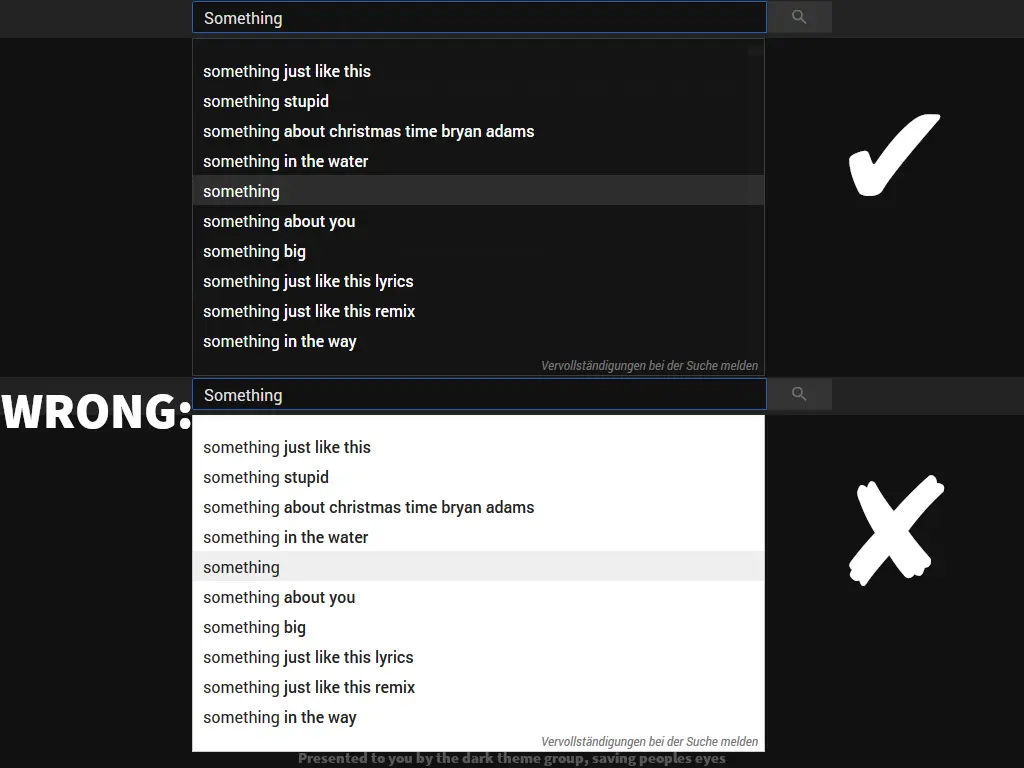 Something
something just like this
something stupid
something about christmas time bryan adams
something in the water
something
something about you
something big
something just like this lyrics
something just like this remix
something in the way
Vervollständigungen bei der Suche melden
Something
WRONG:
something just like this
something stupid
something about christmas time bryan adams
something in the water
something
something about you
something big
something just like this lyrics
something just like this remix
something in the way
Vervollständigungen bei der Suche melden
Presented to you by the dark theme group, saving peoples eyes